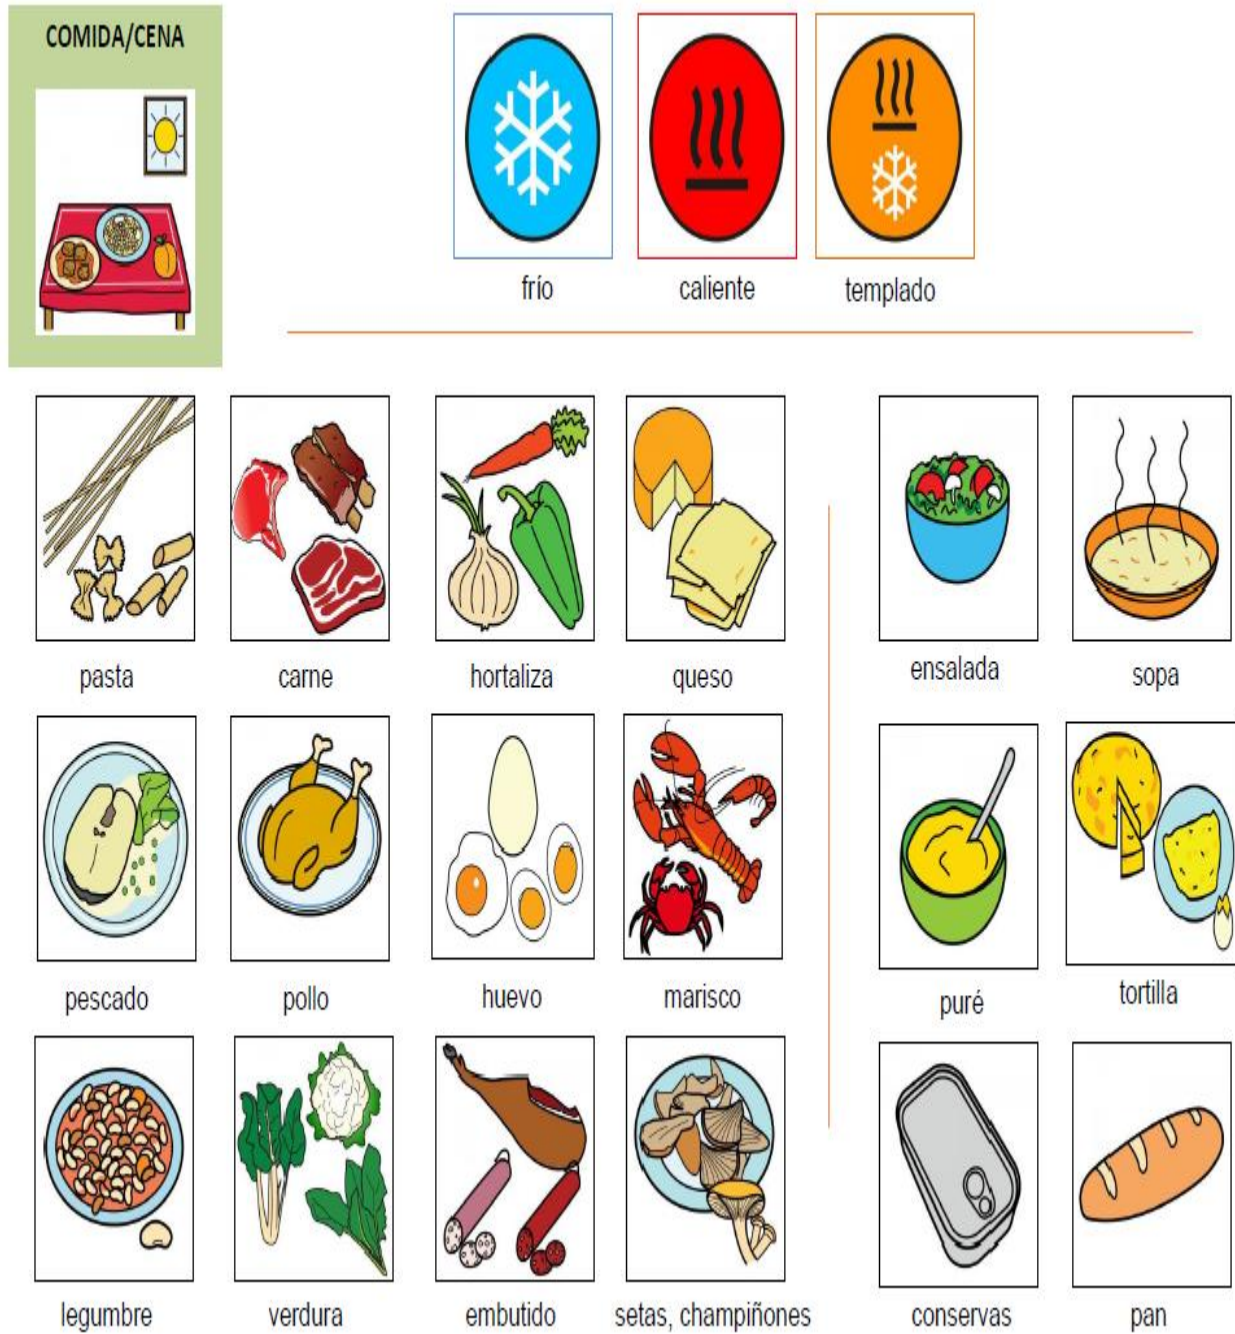 COMIDA/CENA
frío caliente templado
pasta carne hortaliza queso ensalada sopa
pescado pollo huevo marisco puré tortilla
legumbre verdura embutido setas, champiñones conservas pan